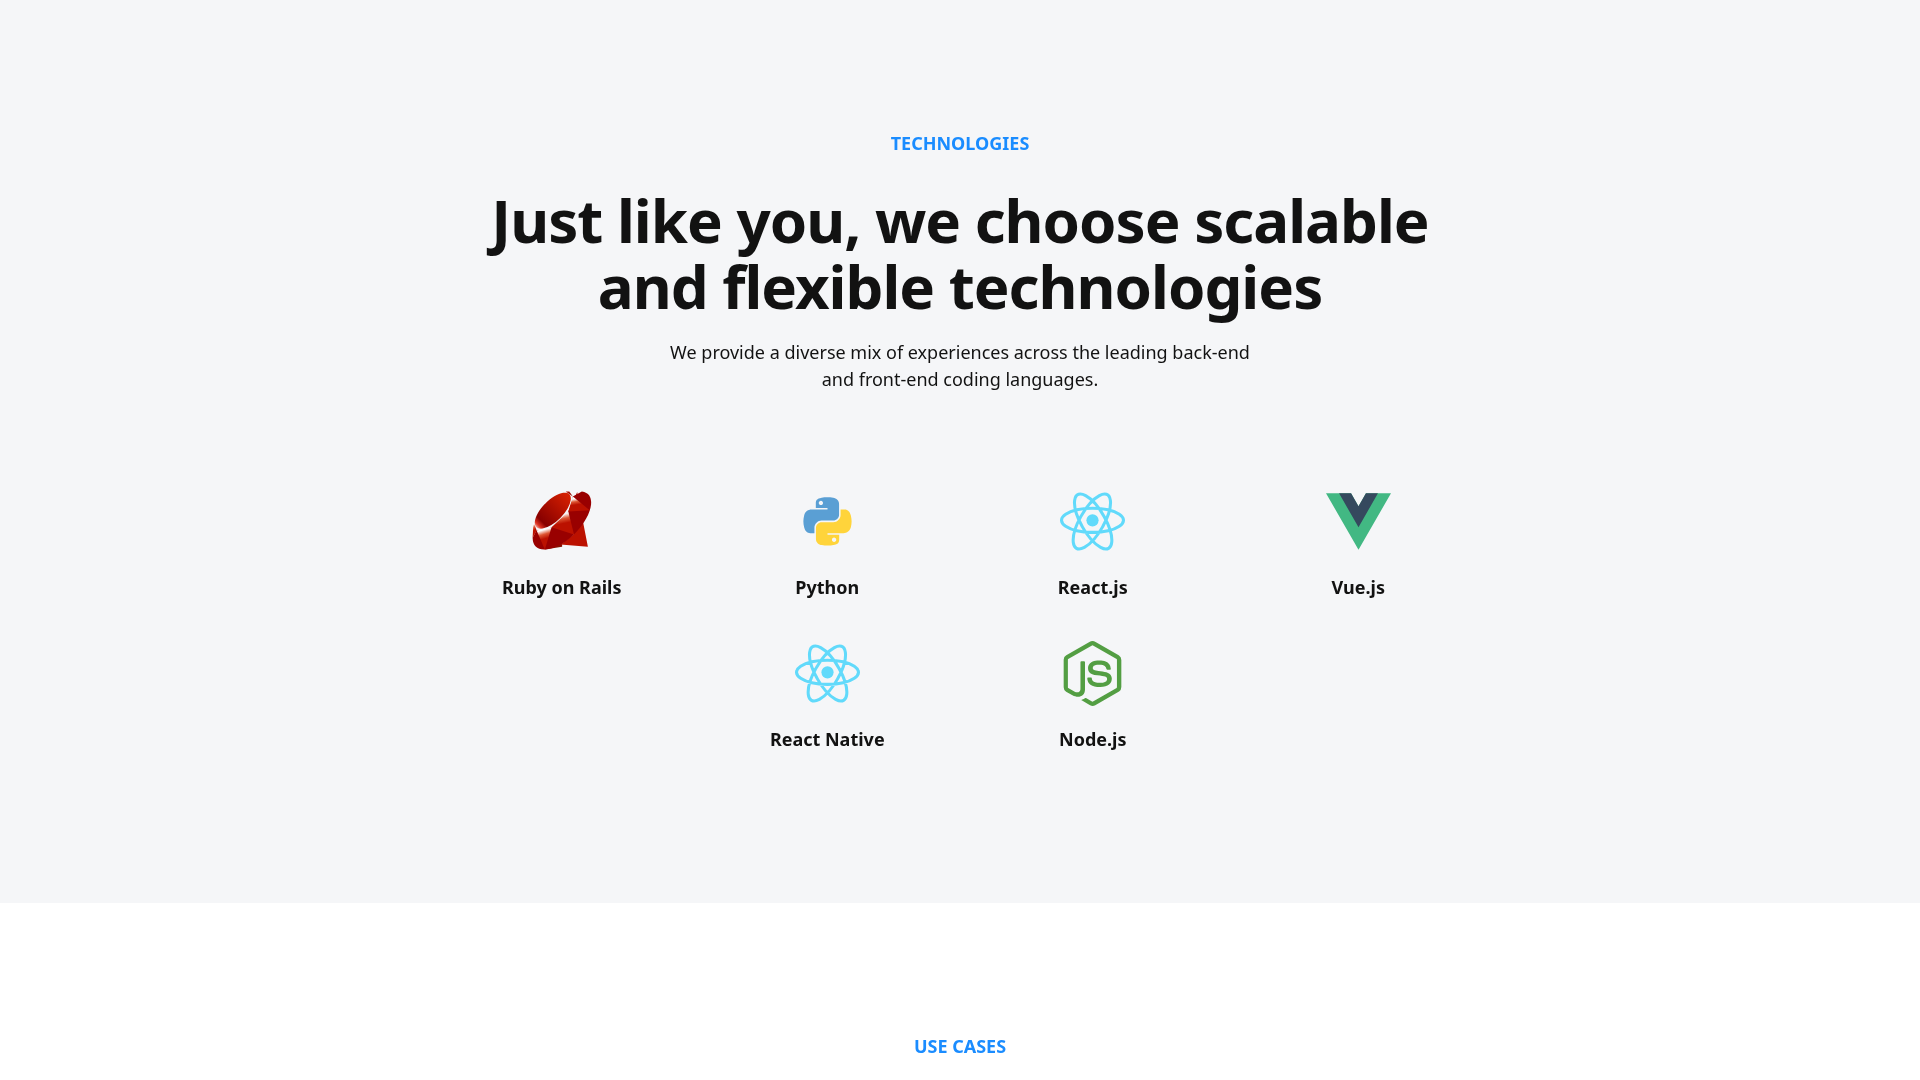 TECHNOLOGIES
Just like you, we choose scalable
and flexible technologies
We provide a diverse mix of experiences across the leading back-end
and front-end coding languages.
Ruby on Rails
Python
React.js
Vue.js
JS
React Native
Node.js
USE CASES